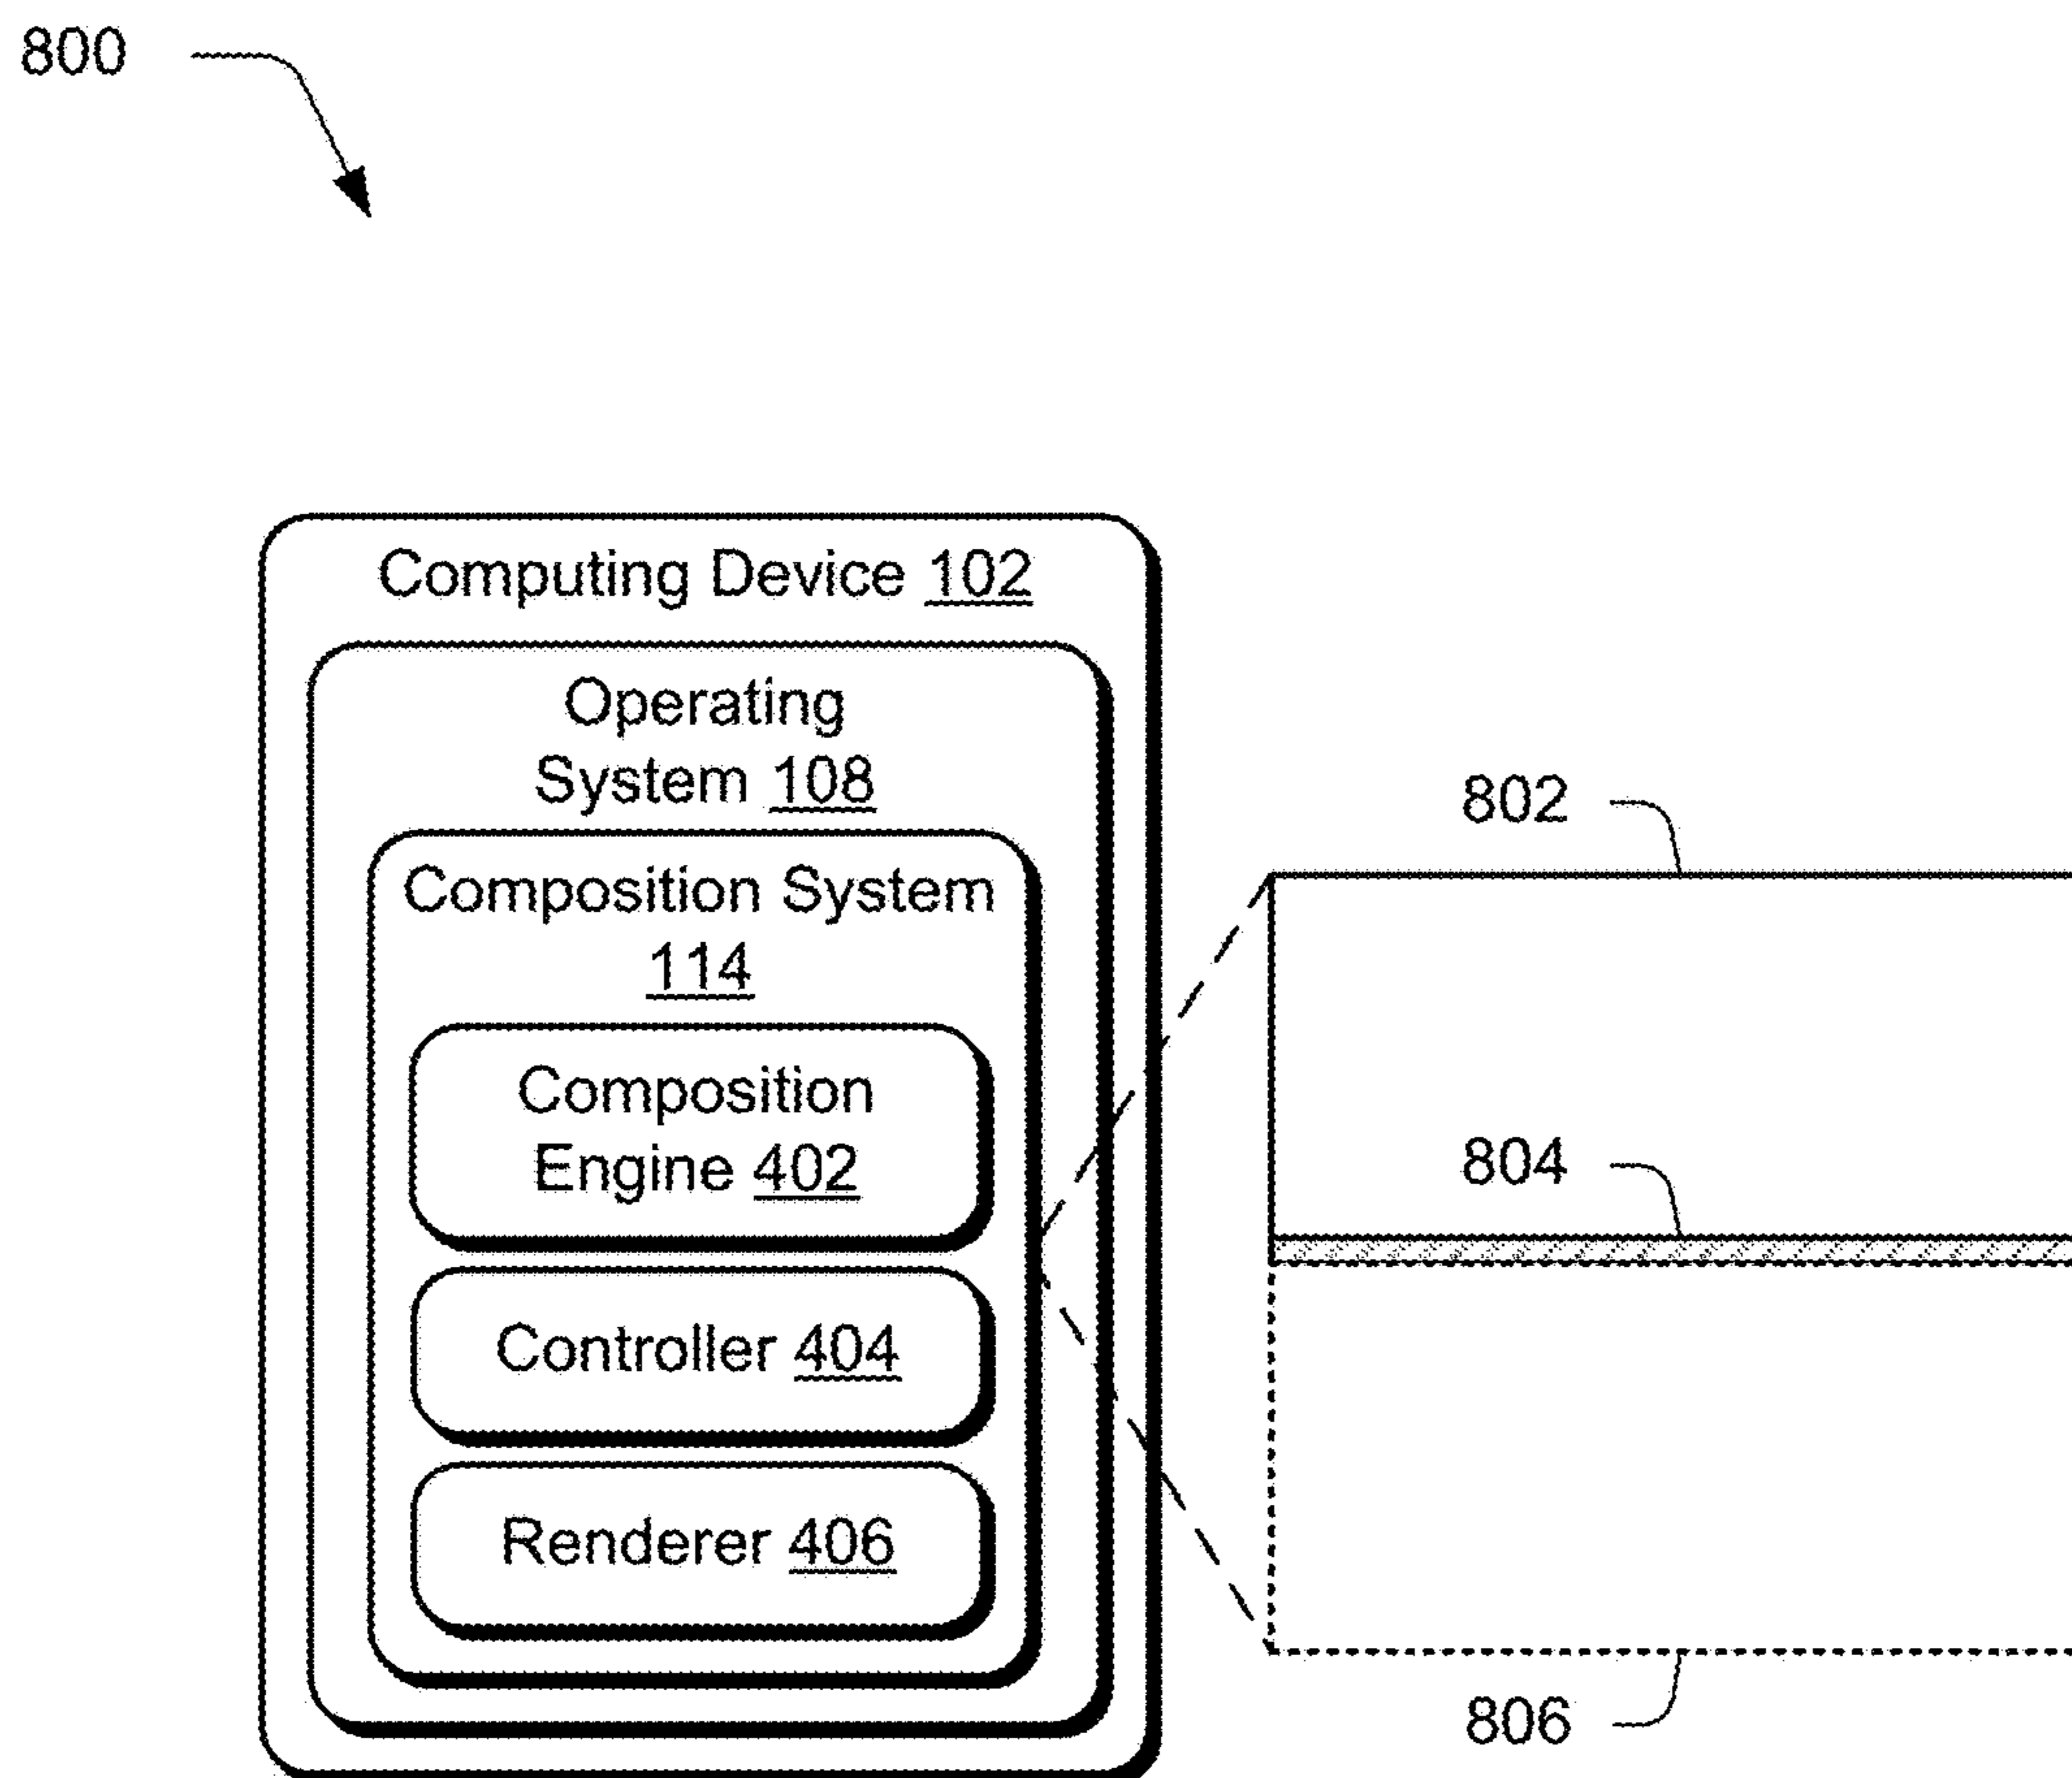 800
Computing Device 102
Operating
System 108
Composition System
114
Composition
Engine 402
Controller 404
Renderer 406
802
804
806